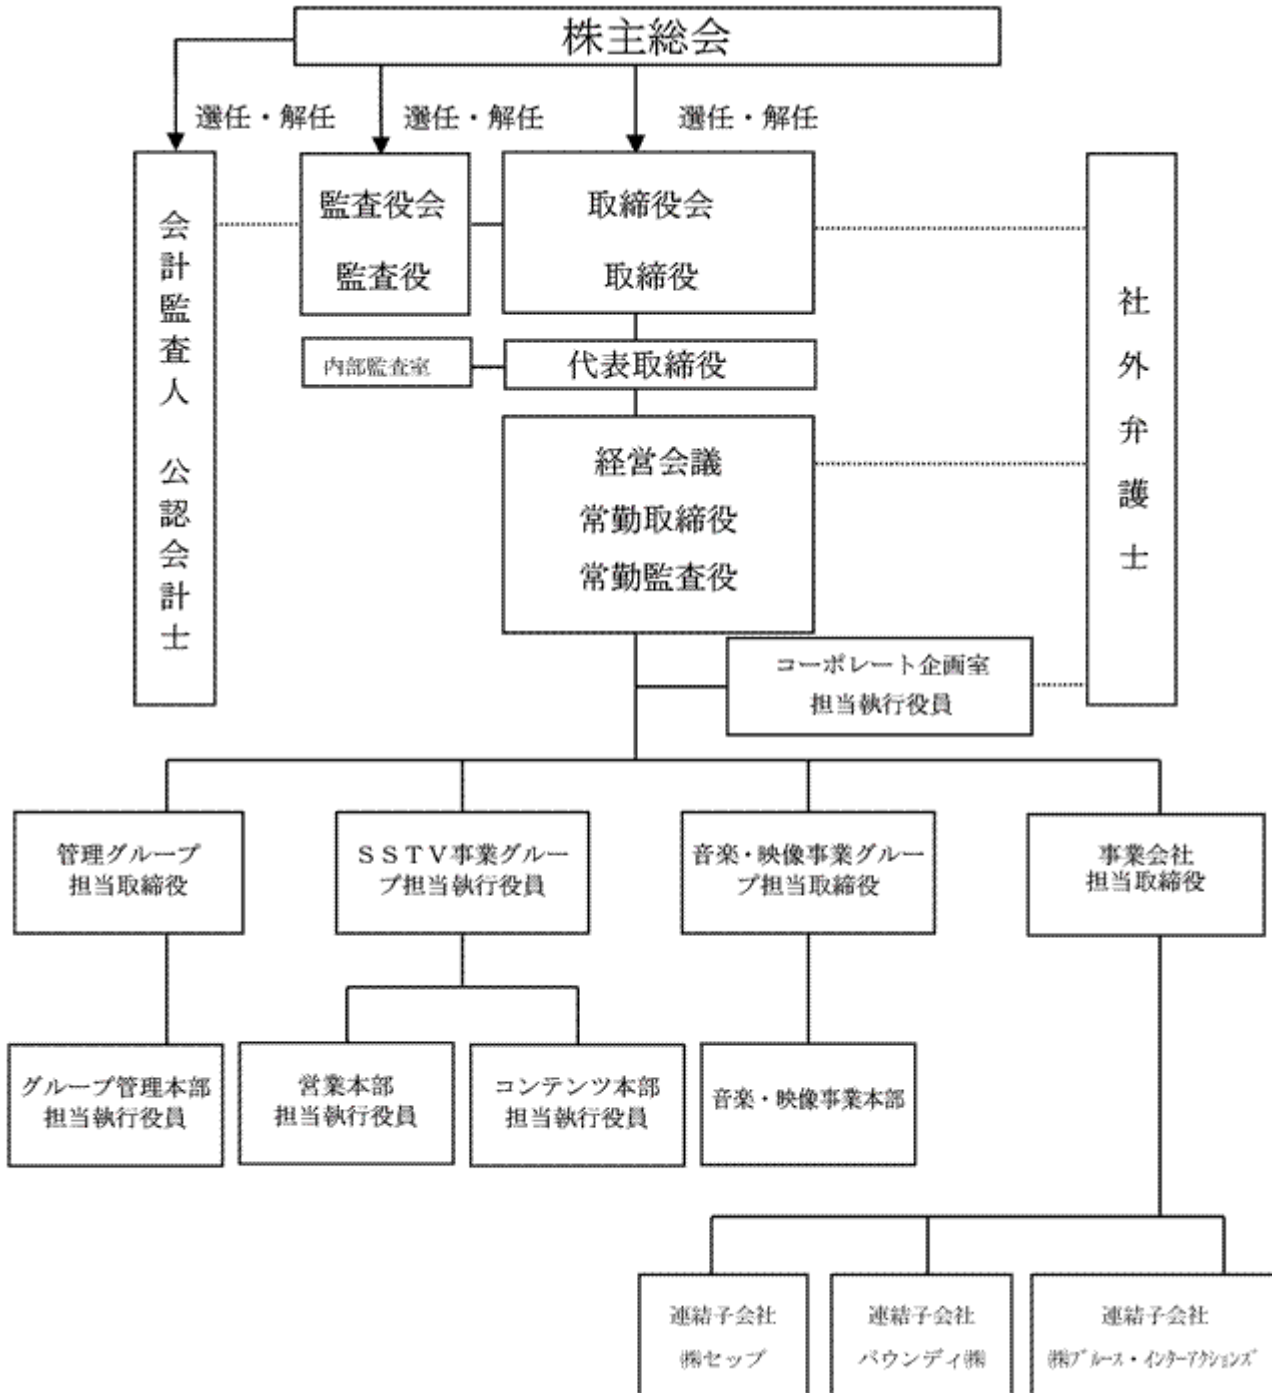 株主総会
選任・解任
選任・解任
選任・解任
会計監査人 公認会計士
監査役会
監査役
取締役会
取締役
社外弁護士
内部監査室
代表取締役
経営会議
常勤取締役
常勤監査役
コーポレート企画室
担当執行役員
管理グループ
担当取締役
SSTV事業グルー
プ担当執行役員
音楽・映像事業グルー
プ担当取締役
事業会社
担当取締役
グループ管理本部
担当執行役員
営業本部
担当執行役員
コンテンツ本部
担当執行役員
音楽・映像事業本部
連結子会社
㈱セップ
連結子会社
バウンディ㈱
連結子会社
㈱ブルース・インターアクションズ